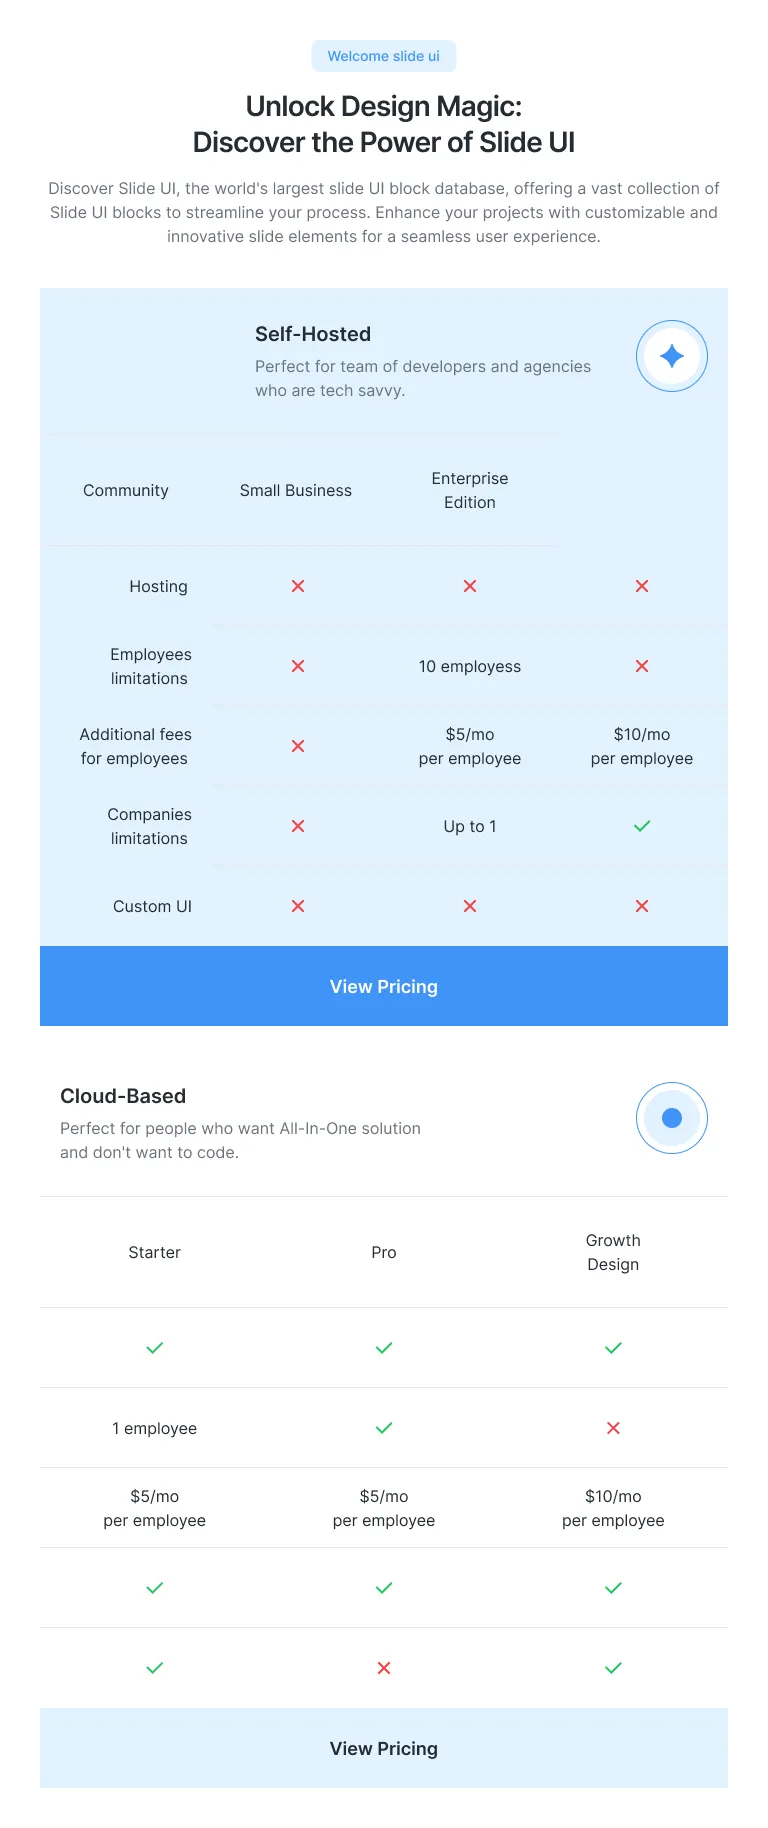 Welcome slide ui
Unlock Design Magic:
Discover the Power of Slide UI
Discover Slide UI, the world's largest slide UI block database, offering a vast collection of
Slide UI blocks to streamline your process. Enhance your projects with customizable and
innovative slide elements for a seamless user experience.
Self-Hosted
Perfect for team of developers and agencies
who are tech savvy.
Community
Small Business
Enterprise
Edition
Hosting
Employees
limitations
10 employess
Additional fees
for employees
$5/mo
per employee
$10/mo
per employee
Companies
limitations
Up to 1
Custom UI
View Pricing
Cloud-Based
Perfect for people who want All-In-One solution
and don't want to code.
Starter
Pro
Growth
Design
1 employee
$5/mo
per employee
$5/mo
per employee
$10/mo
per employee
View Pricing